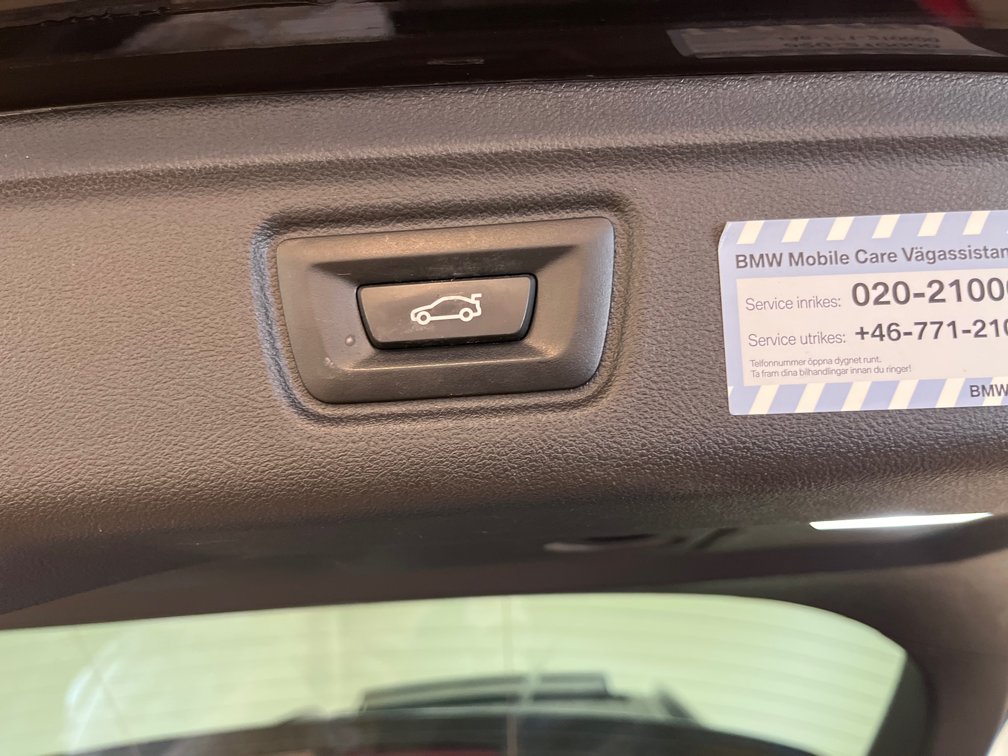 BMW Mobile Care Vägassistan
Service inrikes: 020-2100
Service utrikes: +46-771-210
Telfonnummer öppna dygnet runt.
Ta fram dina bilhandlingar innan du ringer!
BMW